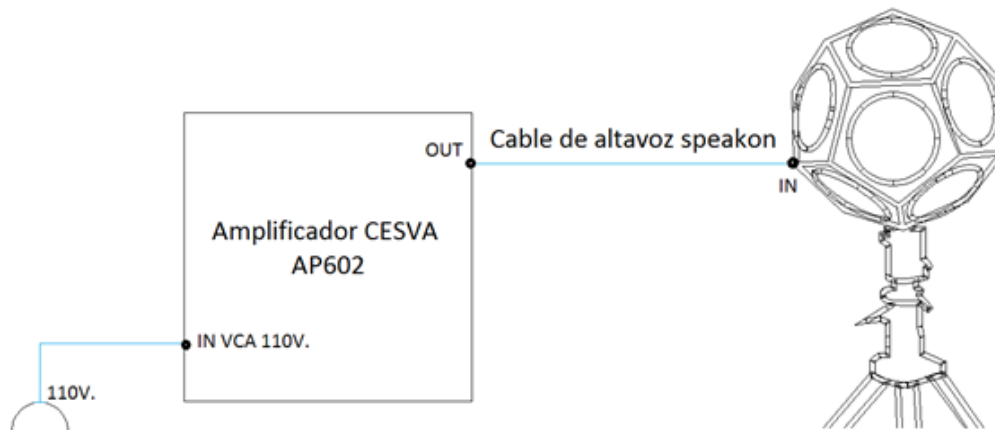 OUT
Cable de altavoz speakon
IN
Amplificador CESVA
AP602
IN VCA 110V.
110V.